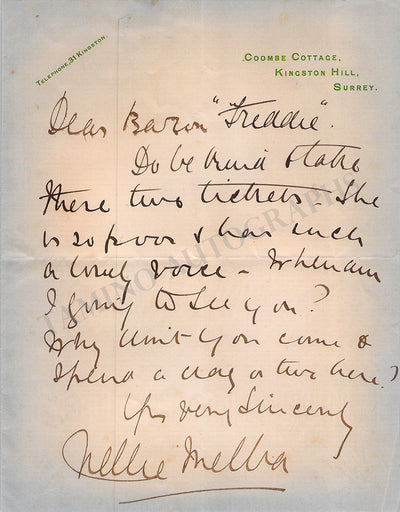 Telephone, 31 Kingston.
Coombe Cottage,
Kingston Hill,
Surrey.
Dear Baron "Freddie".
Do be kind & take
these two tickets. She
is so poor & has such
a lovely voice - When am
I going to see you?
Why don't you come &
spend a day or two here?
Yrs very Sincerely
Nellie Melba
TAMINO AUTOGRAPHS